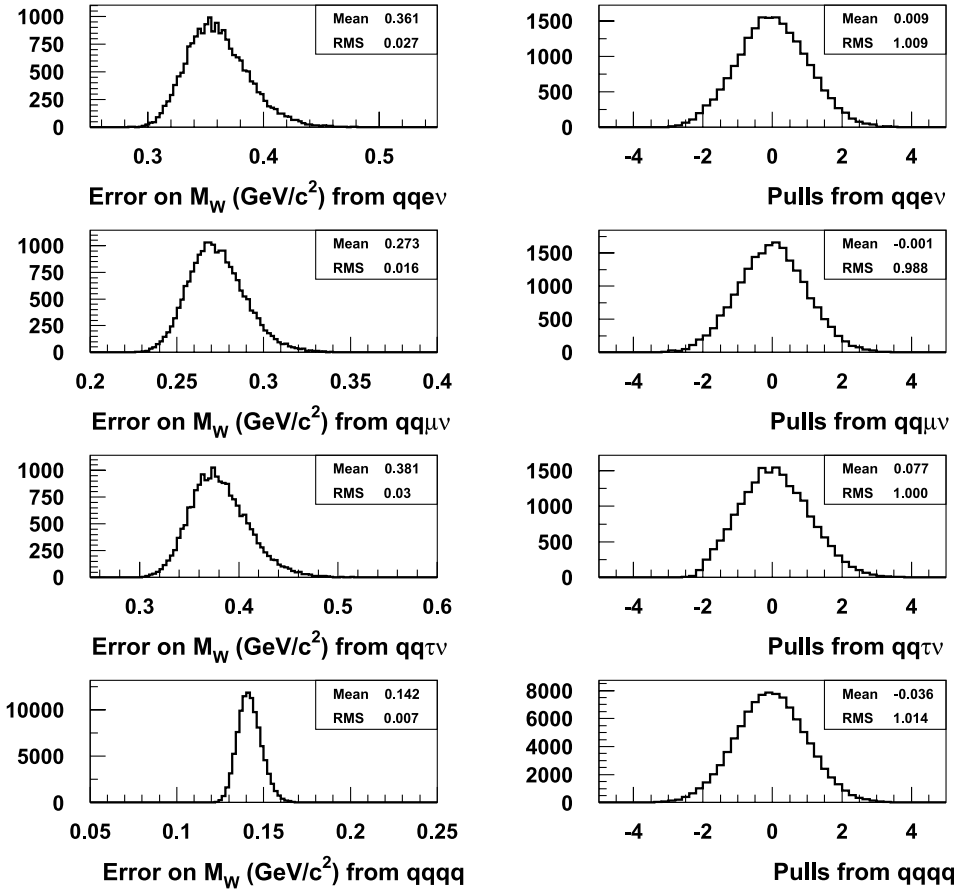 1000
750
500
250
0
Mean 0.361
RMS 0.027
0.3 0.4 0.5
Error on M_W (GeV/c²) from qqeν
1500
1000
500
0
Mean 0.009
RMS 1.009
-4 -2 0 2 4
Pulls from qqeν
1000
750
500
250
0
Mean 0.273
RMS 0.016
0.2 0.25 0.3 0.35 0.4
Error on M_W (GeV/c²) from qqμν
1500
1000
500
0
Mean -0.001
RMS 0.988
-4 -2 0 2 4
Pulls from qqμν
1000
750
500
250
0
Mean 0.381
RMS 0.03
0.3 0.4 0.5 0.6
Error on M_W (GeV/c²) from qqτν
1500
1000
500
0
Mean 0.077
RMS 1.000
-4 -2 0 2 4
Pulls from qqτν
10000
5000
0
Mean 0.142
RMS 0.007
0.05 0.1 0.15 0.2 0.25
Error on M_W (GeV/c²) from qqqq
8000
6000
4000
2000
0
Mean -0.036
RMS 1.014
-4 -2 0 2 4
Pulls from qqqq